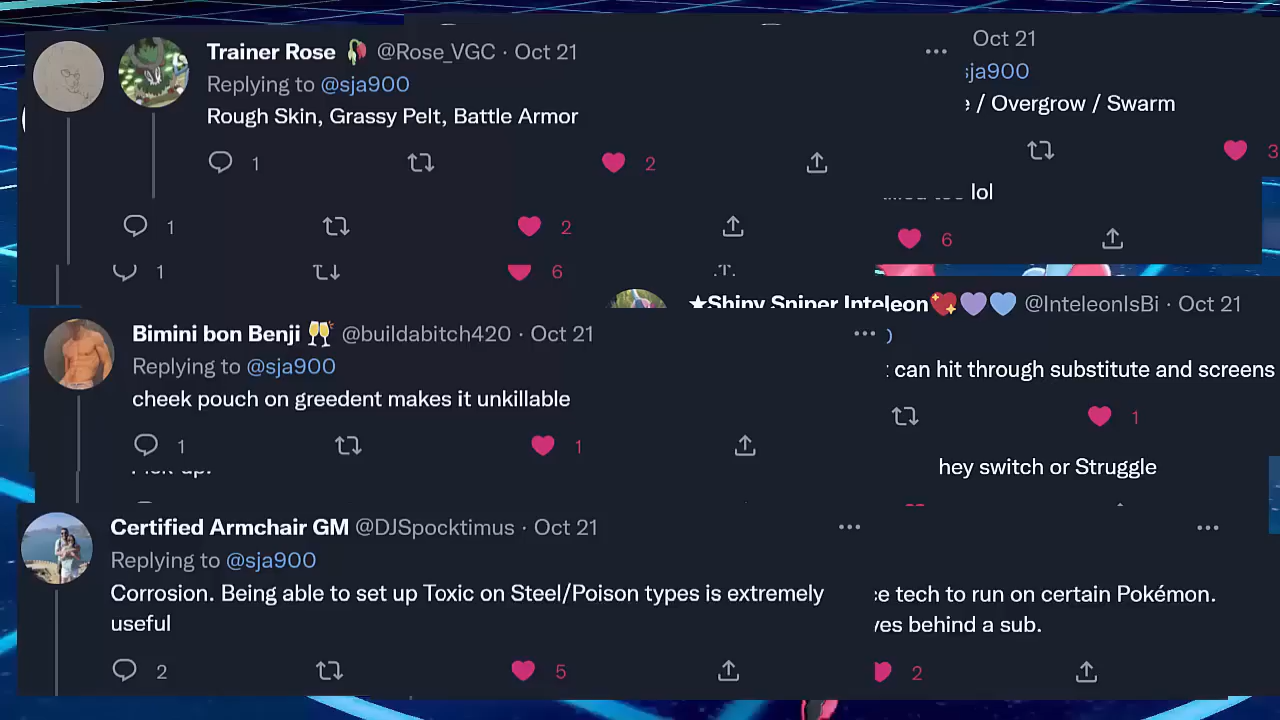 Trainer Rose 🥀 @Rose_VGC · Oct 21
Replying to @sja900
Rough Skin, Grassy Pelt, Battle Armor
1 2
1 2
1 6
Oct 21
sja900
/ Overgrow / Swarm
3
lol
6
★Shiny Sniper Inteleon💖💜💙 @InteleonIsBi · Oct 21
can hit through substitute and screens
1
hey switch or Struggle
Bimini bon Benji 🥂 @buildabitch420 · Oct 21
Replying to @sja900
cheek pouch on greedent makes it unkillable
1 1
Certified Armchair GM @DJSpocktimus · Oct 21
Replying to @sja900
Corrosion. Being able to set up Toxic on Steel/Poison types is extremely
useful
2 5
tech to run on certain Pokémon.
behind a sub.
2